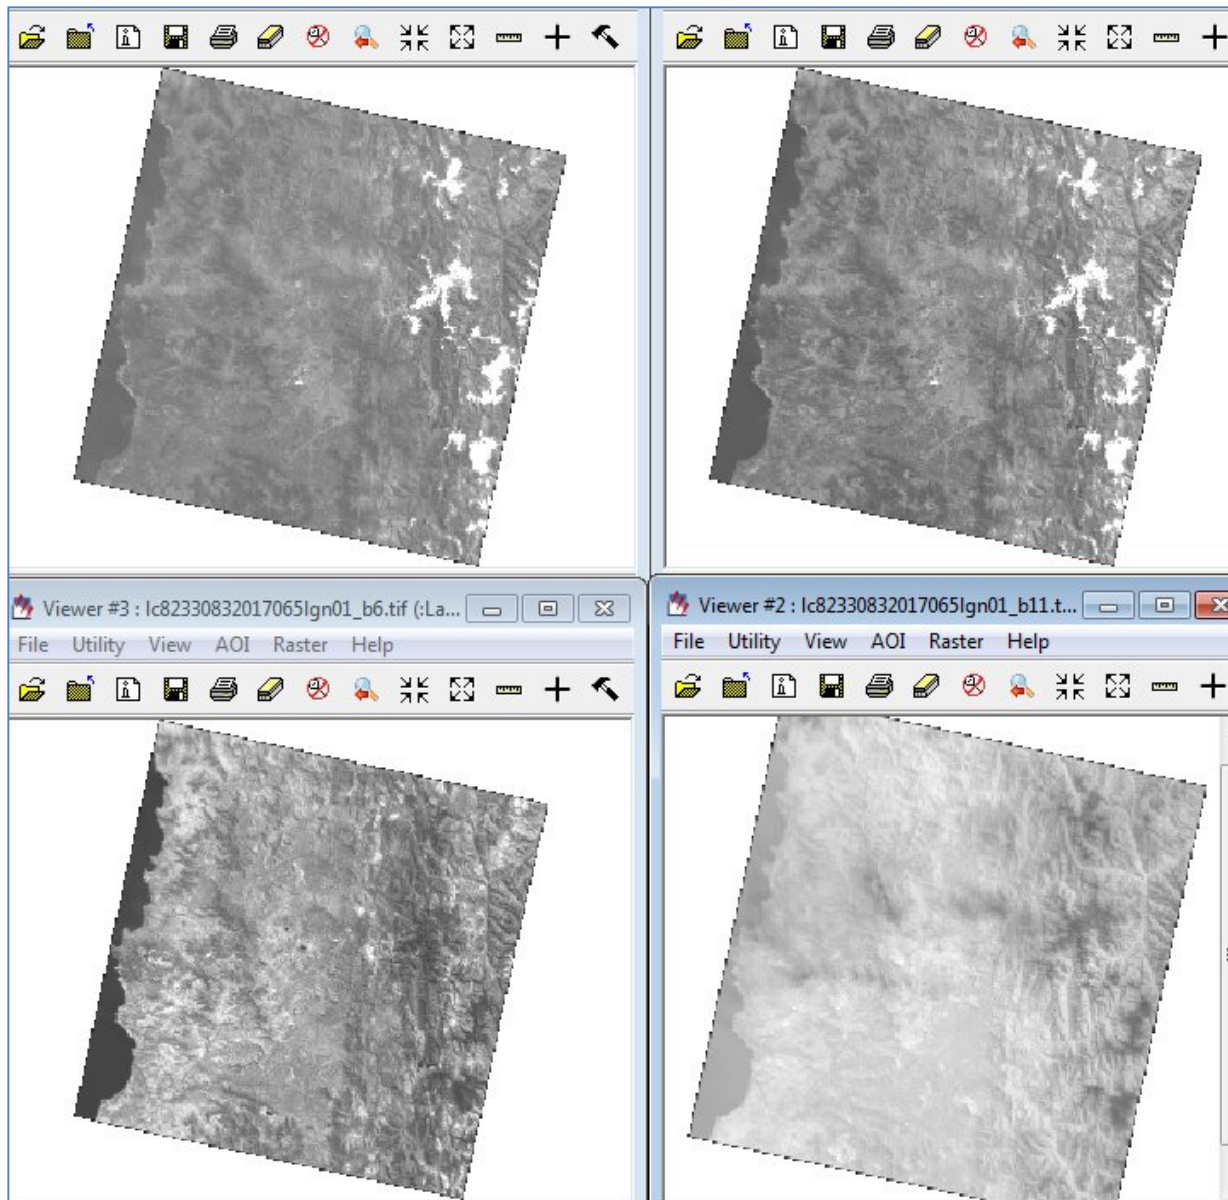 Viewer #3 : lc82330832017065lgn01_b6.tif (:La...
File Utility View AOI Raster Help
Viewer #2 : lc82330832017065lgn01_b11.t...
File Utility View AOI Raster Help